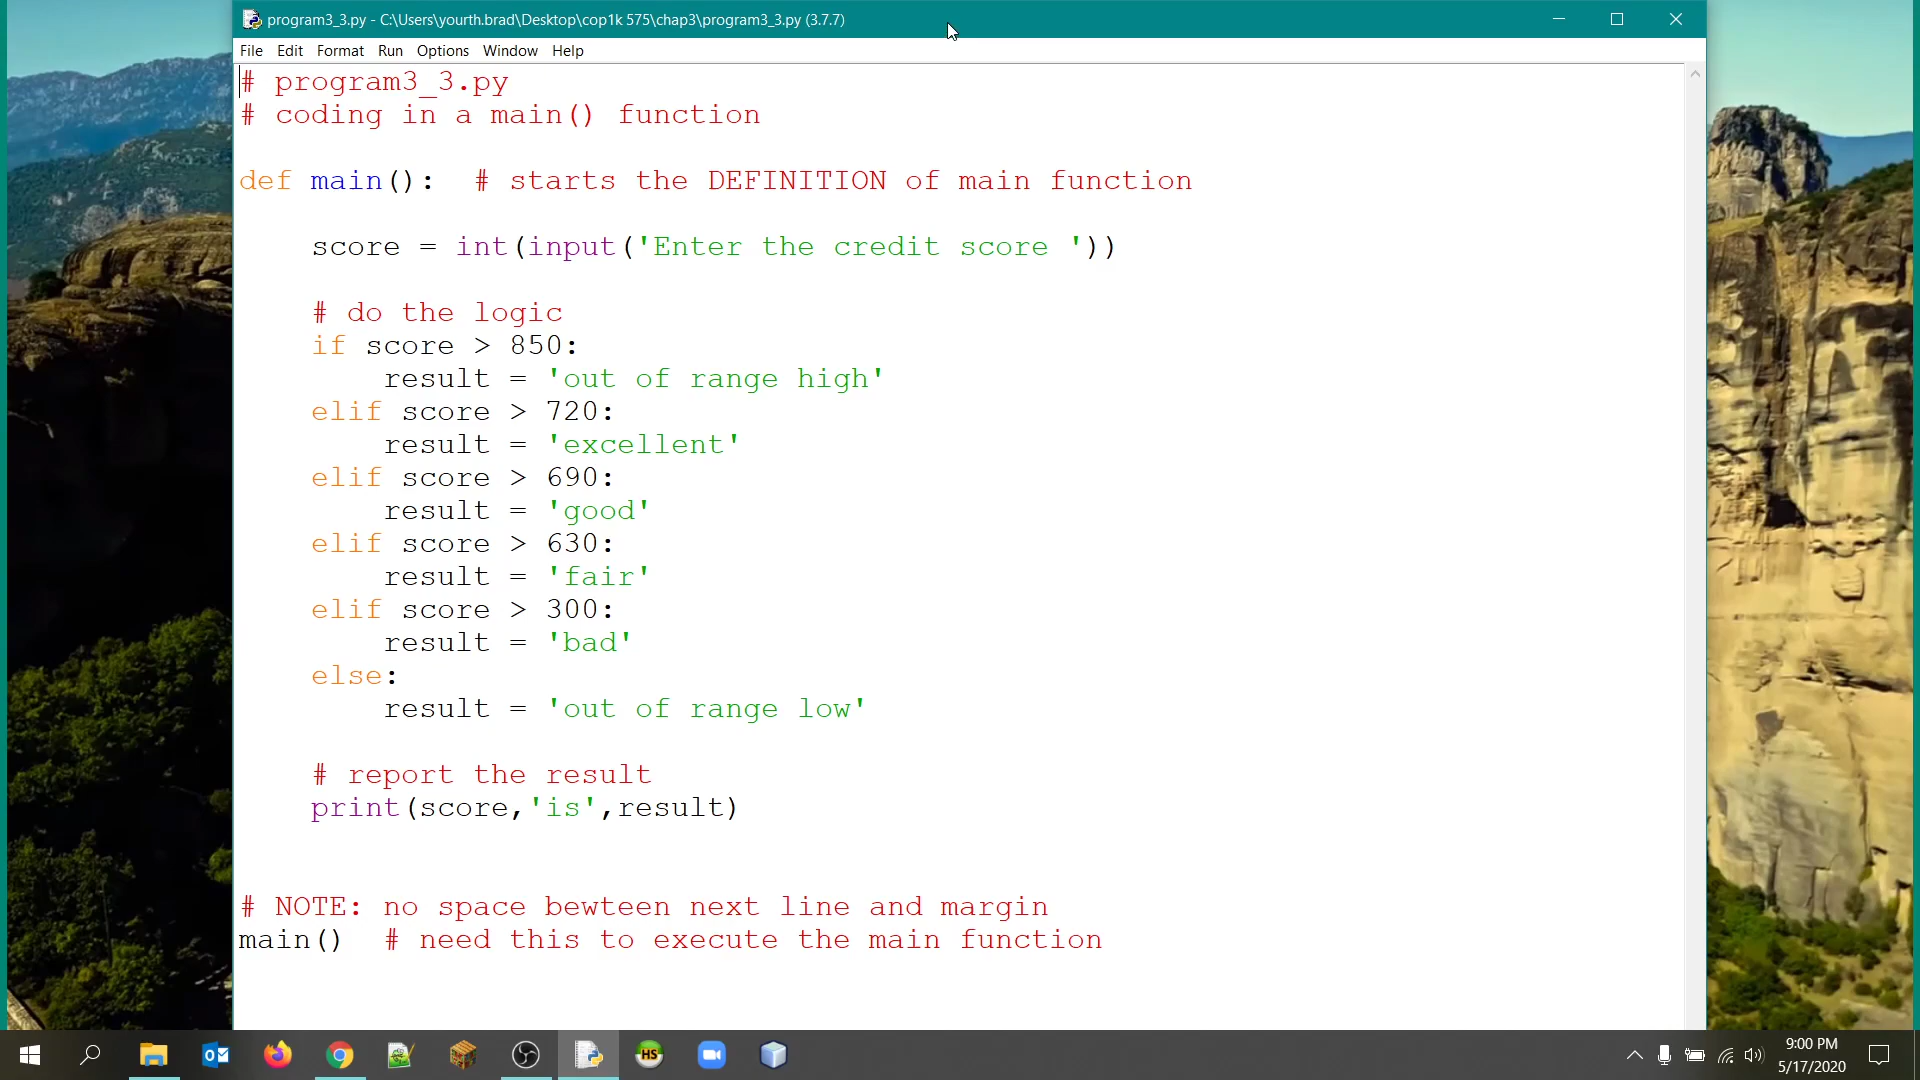 program3_3.py - C:\Users\yourth.brad\Desktop\cop1k 575\chap3\program3_3.py (3.7.7)
File Edit Format Run Options Window Help
# program3_3.py
# coding in a main() function
def main():  # starts the DEFINITION of main function
    score = int(input('Enter the credit score '))
    # do the logic
    if score > 850:
        result = 'out of range high'
    elif score > 720:
        result = 'excellent'
    elif score > 690:
        result = 'good'
    elif score > 630:
        result = 'fair'
    elif score > 300:
        result = 'bad'
    else:
        result = 'out of range low'
    # report the result
    print(score,'is',result)
# NOTE: no space bewteen next line and margin
main()  # need this to execute the main function
HS
9:00 PM
5/17/2020